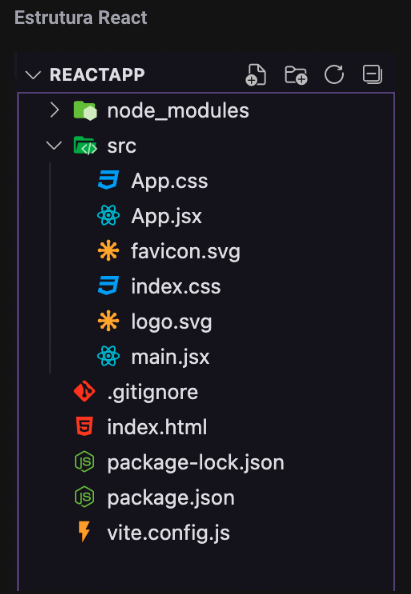 Estrutura React
REACTAPP
node_modules
src
App.css
App.jsx
favicon.svg
index.css
logo.svg
main.jsx
.gitignore
index.html
package-lock.json
package.json
vite.config.js